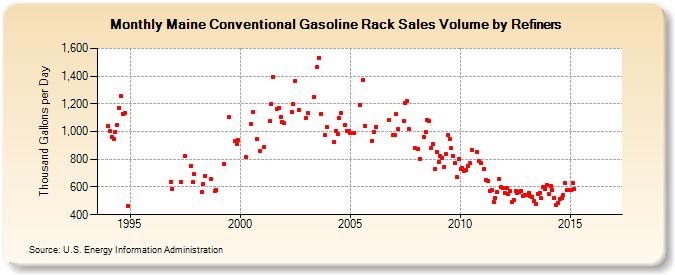 Monthly Maine Conventional Gasoline Rack Sales Volume by Refiners
Thousand Gallons per Day
1,600
1,400
1,200
1,000
800
600
400
1995 2000 2005 2010 2015
Source: U.S. Energy Information Administration